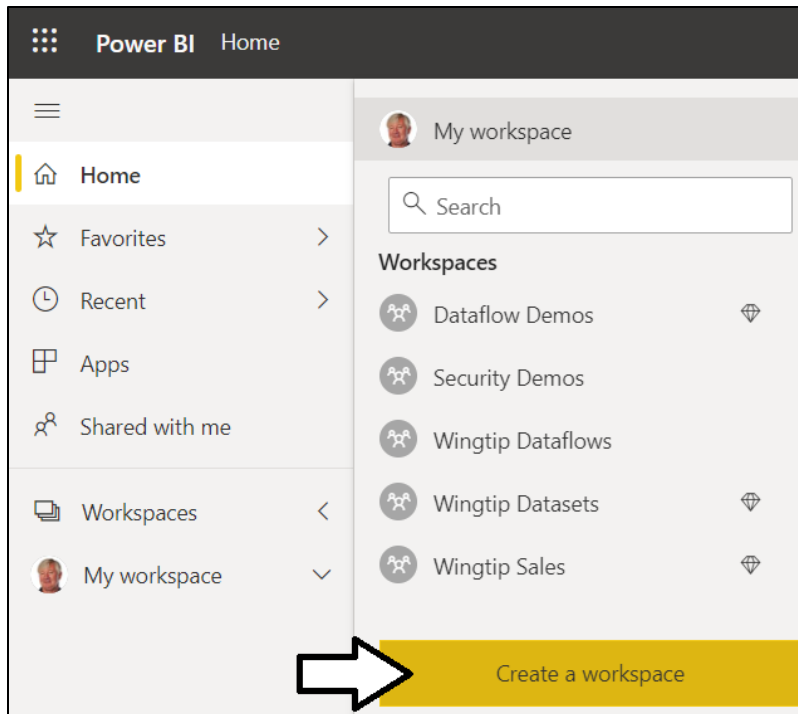 Power BI Home
Home
Favorites
Recent
Apps
Shared with me
Workspaces
My workspace
My workspace
Search
Workspaces
Dataflow Demos
Security Demos
Wingtip Dataflows
Wingtip Datasets
Wingtip Sales
Create a workspace